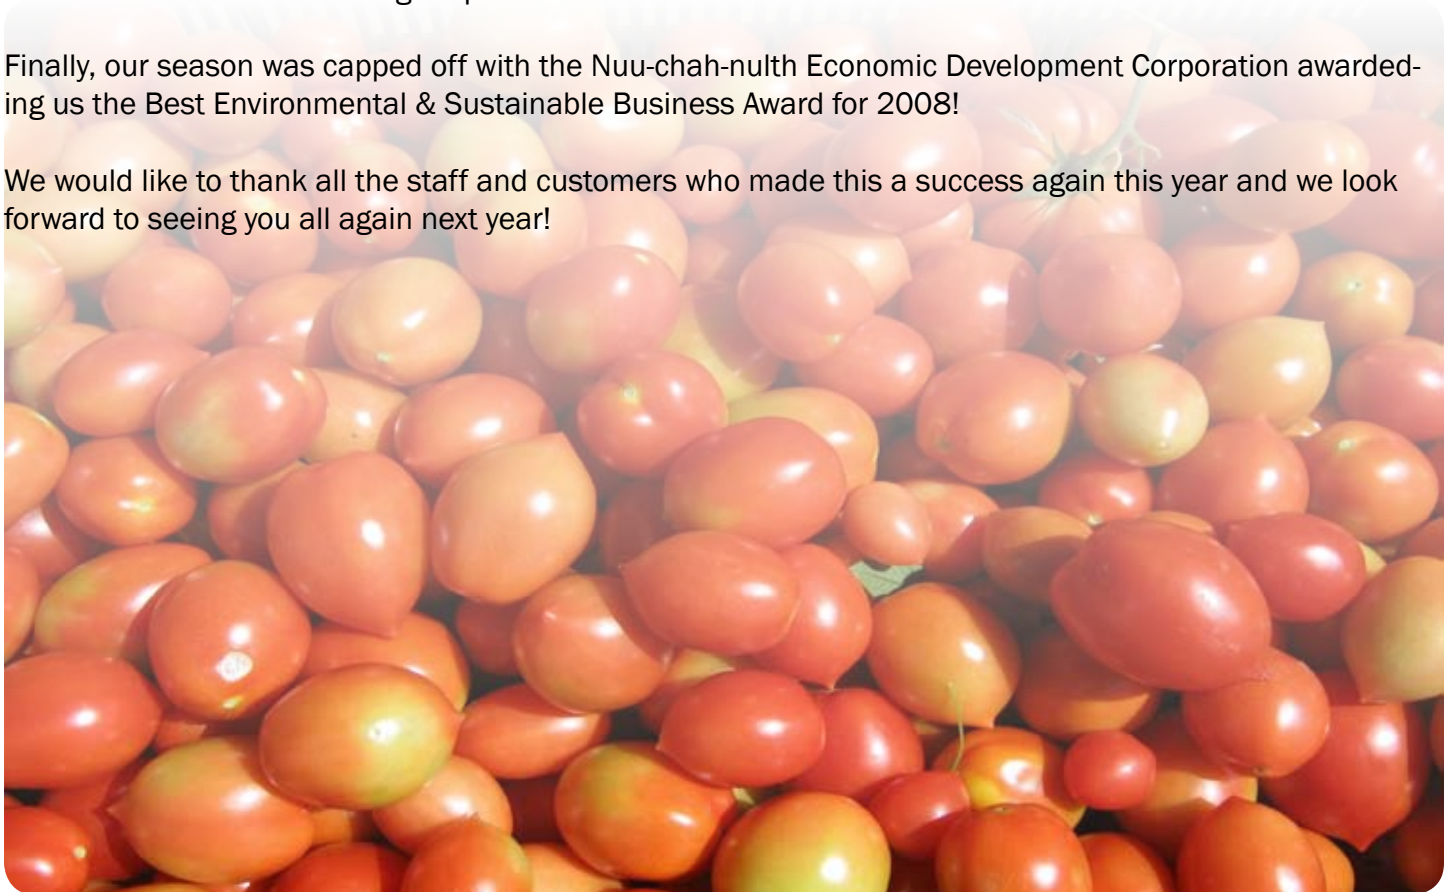 Finally, our season was capped off with the Nuu-chah-nulth Economic Development Corporation awarded-
ing us the Best Environmental & Sustainable Business Award for 2008!
We would like to thank all the staff and customers who made this a success again this year and we look
forward to seeing you all again next year!